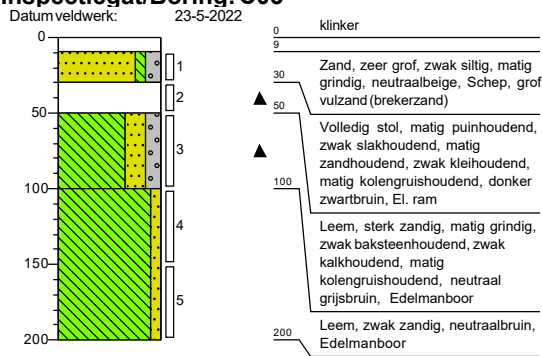 Datum veldwerk: 23-5-2022
0
50
100
150
200
1
2
3
4
5
0
klinker
9
Zand, zeer grof, zwak siltig, matig
grindig, neutraalbeige, Schep, grof
vulzand (brekerzand)
30
50
Volledig stol, matig puinhoudend,
zwak slakhoudend, matig
zandhoudend, zwak kleihoudend,
matig kolengruishoudend, donker
zwartbruin, El. ram
100
Leem, sterk zandig, matig grindig,
zwak baksteenhoudend, zwak
kalkhoudend, matig
kolengruishoudend, neutraal
grijsbruin, Edelmanboor
200
Leem, zwak zandig, neutraalbruin,
Edelmanboor